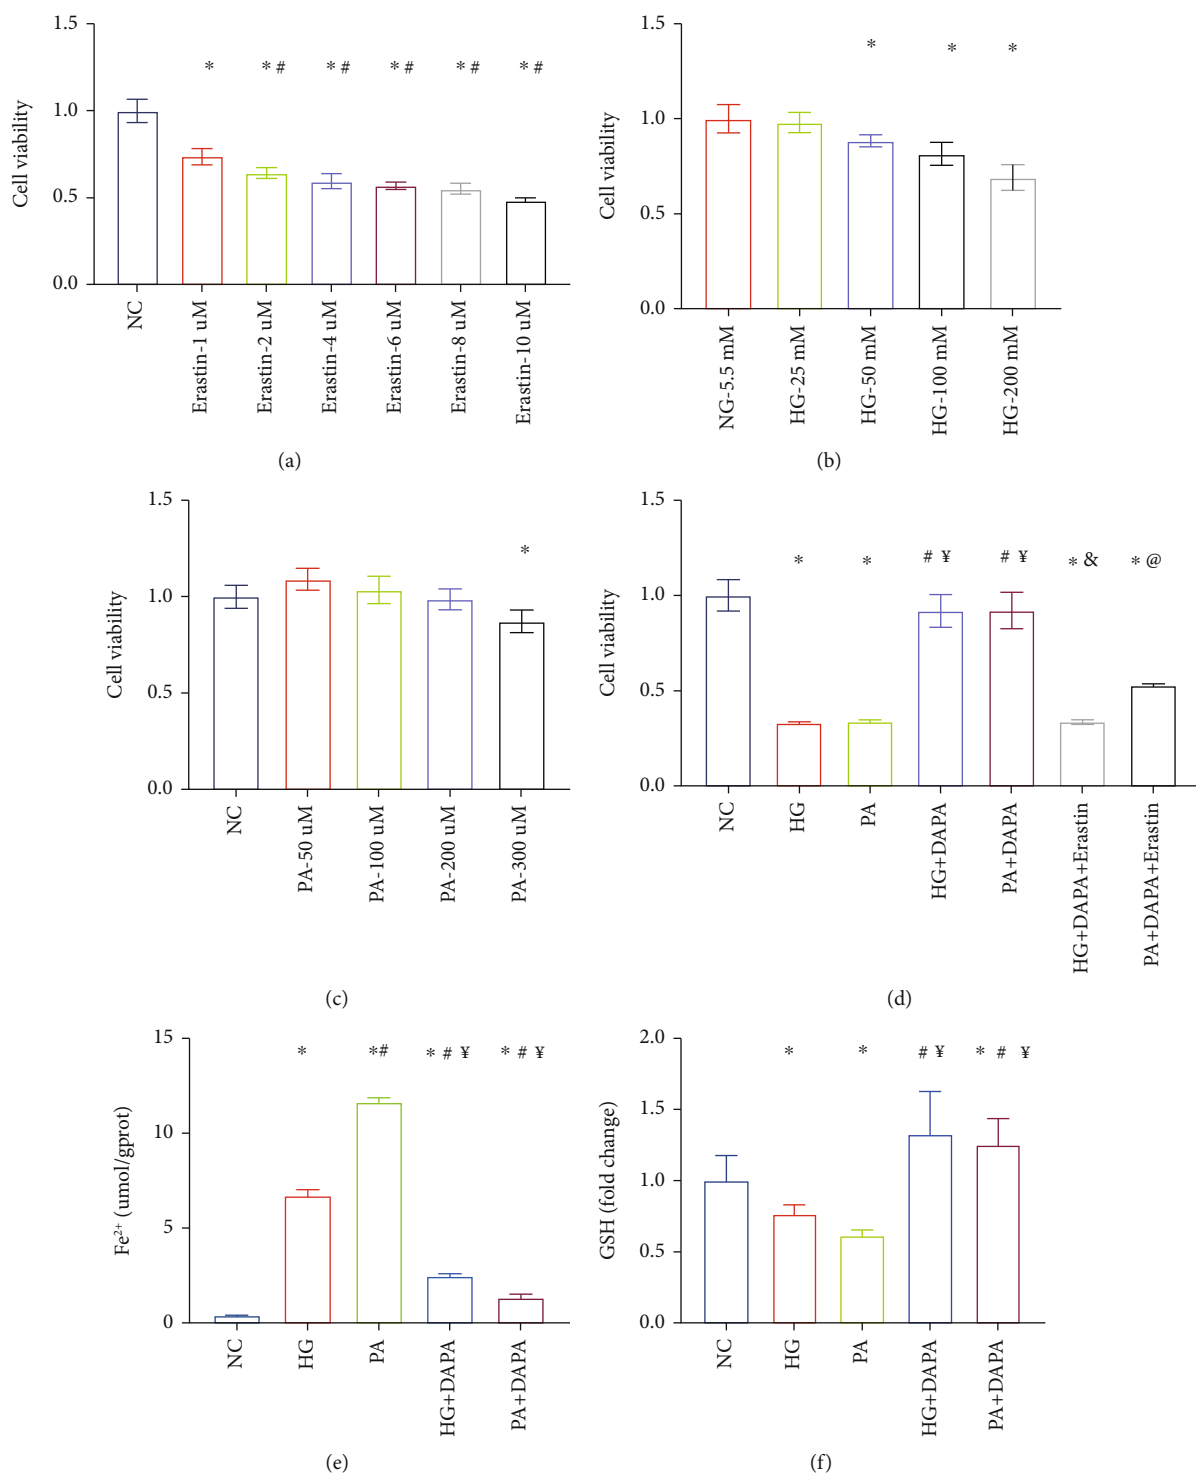 1.5
1.0
0.5
0.0
Cell viability
* * # * # * # * # * #
NC
Erastin-1 uM
Erastin-2 uM
Erastin-4 uM
Erastin-6 uM
Erastin-8 uM
Erastin-10 uM
(a)
1.5
1.0
0.5
0.0
Cell viability
* * *
NG-5.5 mM
HG-25 mM
HG-50 mM
HG-100 mM
HG-200 mM
(b)
1.5
1.0
0.5
0.0
Cell viability
*
NC
PA-50 uM
PA-100 uM
PA-200 uM
PA-300 uM
(c)
1.5
1.0
0.5
0.0
Cell viability
* * # ¥ # ¥ * & * @
NC
HG
PA
HG+DAPA
PA+DAPA
HG+DAPA+Erastin
PA+DAPA+Erastin
(d)
15
10
5
0
Fe²⁺ (umol/gprot)
* *# * # ¥ * # ¥
NC
HG
PA
HG+DAPA
PA+DAPA
(e)
2.0
1.5
1.0
0.5
0.0
GSH (fold change)
* * # ¥ * # ¥
NC
HG
PA
HG+DAPA
PA+DAPA
(f)